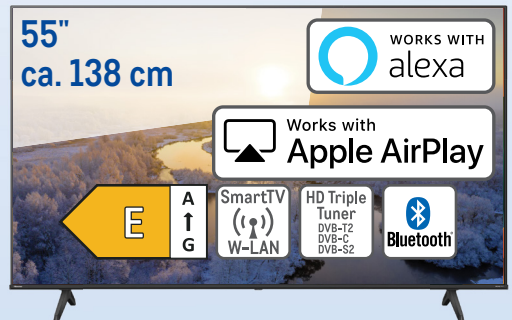 55"
ca. 138 cm
WORKS WITH
alexa
Works with
Apple AirPlay
E
A
G
SmartTV
W-LAN
HD Triple
Tuner
DVB-T2
DVB-C
DVB-S2
Bluetooth®